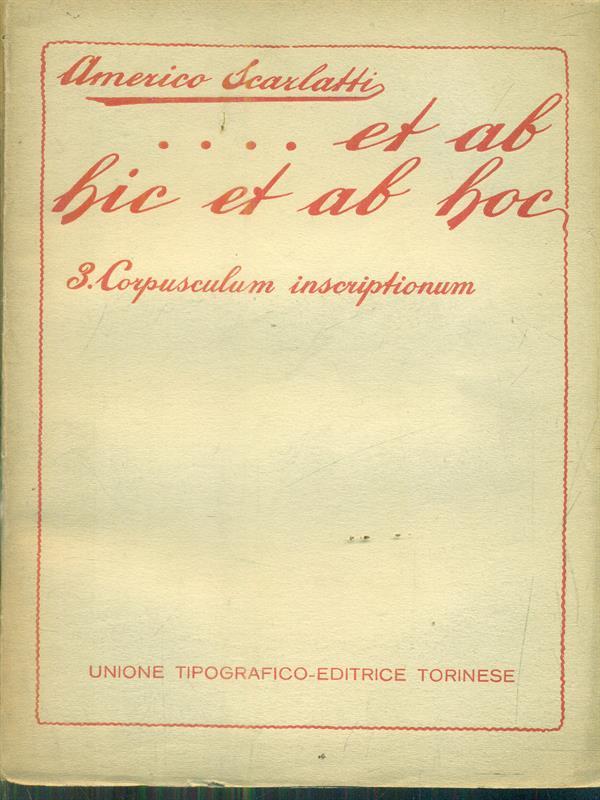 Americo Scarlatti
.... et ab
hic et ab hoc
3. Corpusculum inscriptionum
UNIONE TIPOGRAFICO-EDITRICE TORINESE